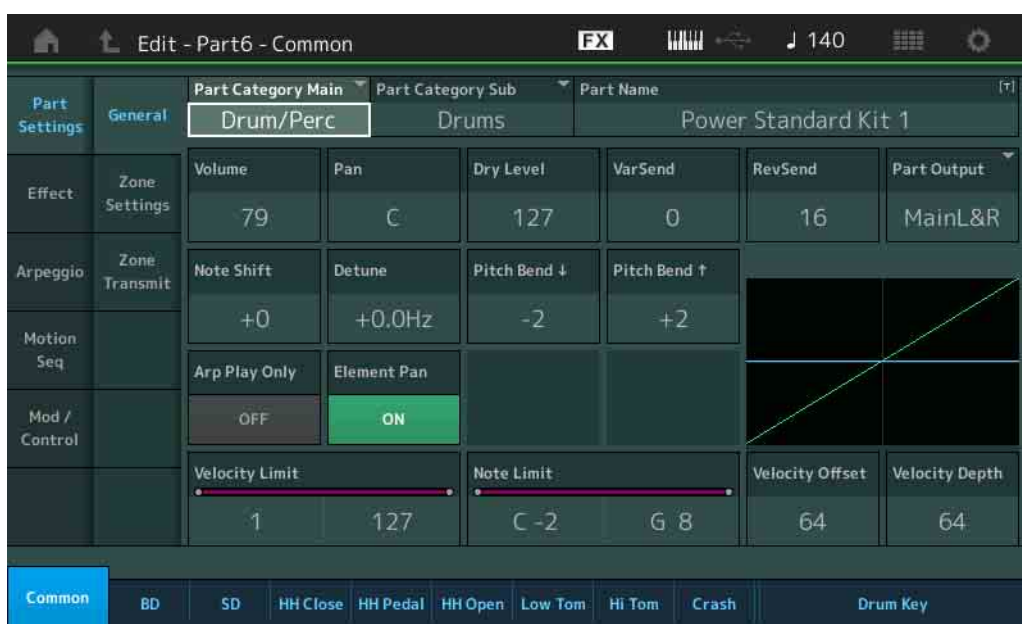 Edit - Part6 - Common FX ♩ 140
Part Settings
General
Part Category Main
Drum/Perc
Part Category Sub
Drums
Part Name
[T]
Power Standard Kit 1
Effect
Zone Settings
Volume
79
Pan
C
Dry Level
127
VarSend
0
RevSend
16
Part Output
MainL&R
Arpeggio
Zone Transmit
Note Shift
+0
Detune
+0.0Hz
Pitch Bend ↓
-2
Pitch Bend ↑
+2
Motion Seq
Arp Play Only
OFF
Element Pan
ON
Mod / Control
Velocity Limit
1 127
Note Limit
C -2 G 8
Velocity Offset
64
Velocity Depth
64
Common BD SD HH Close HH Pedal HH Open Low Tom Hi Tom Crash Drum Key